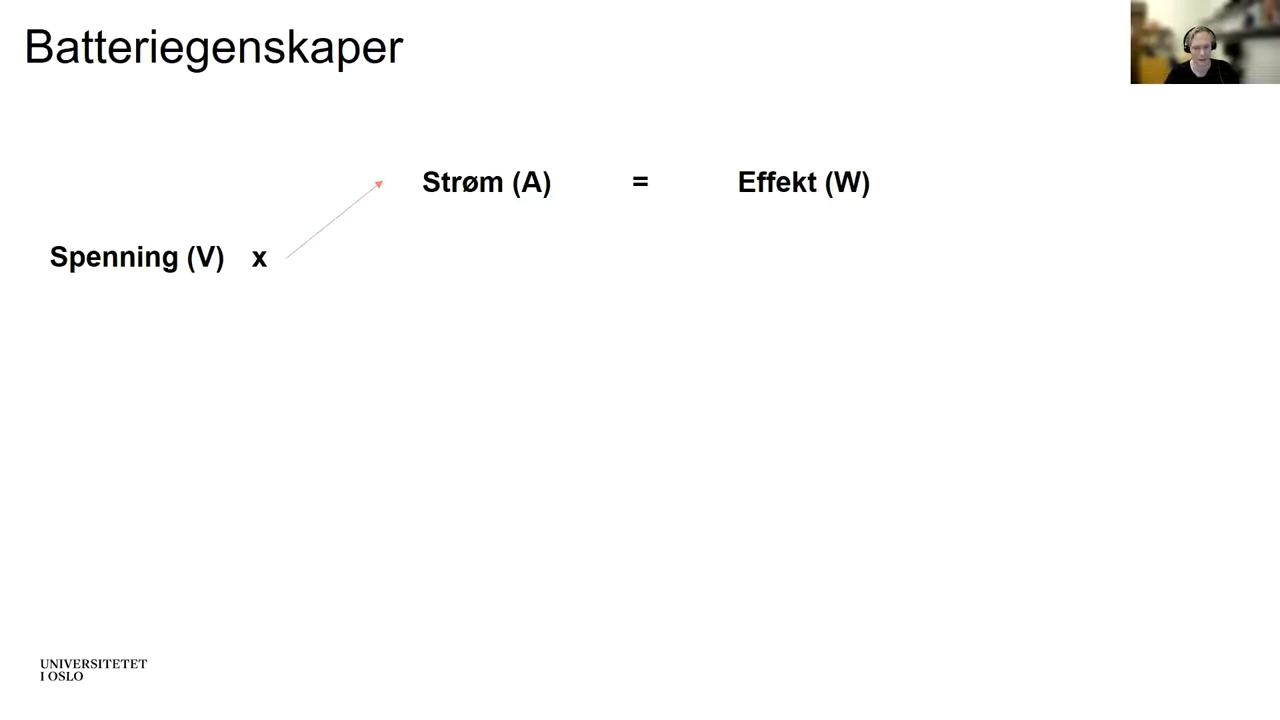 Batteriegenskaper
Strøm (A) = Effekt (W)
Spenning (V) x
UNIVERSITETET
I OSLO